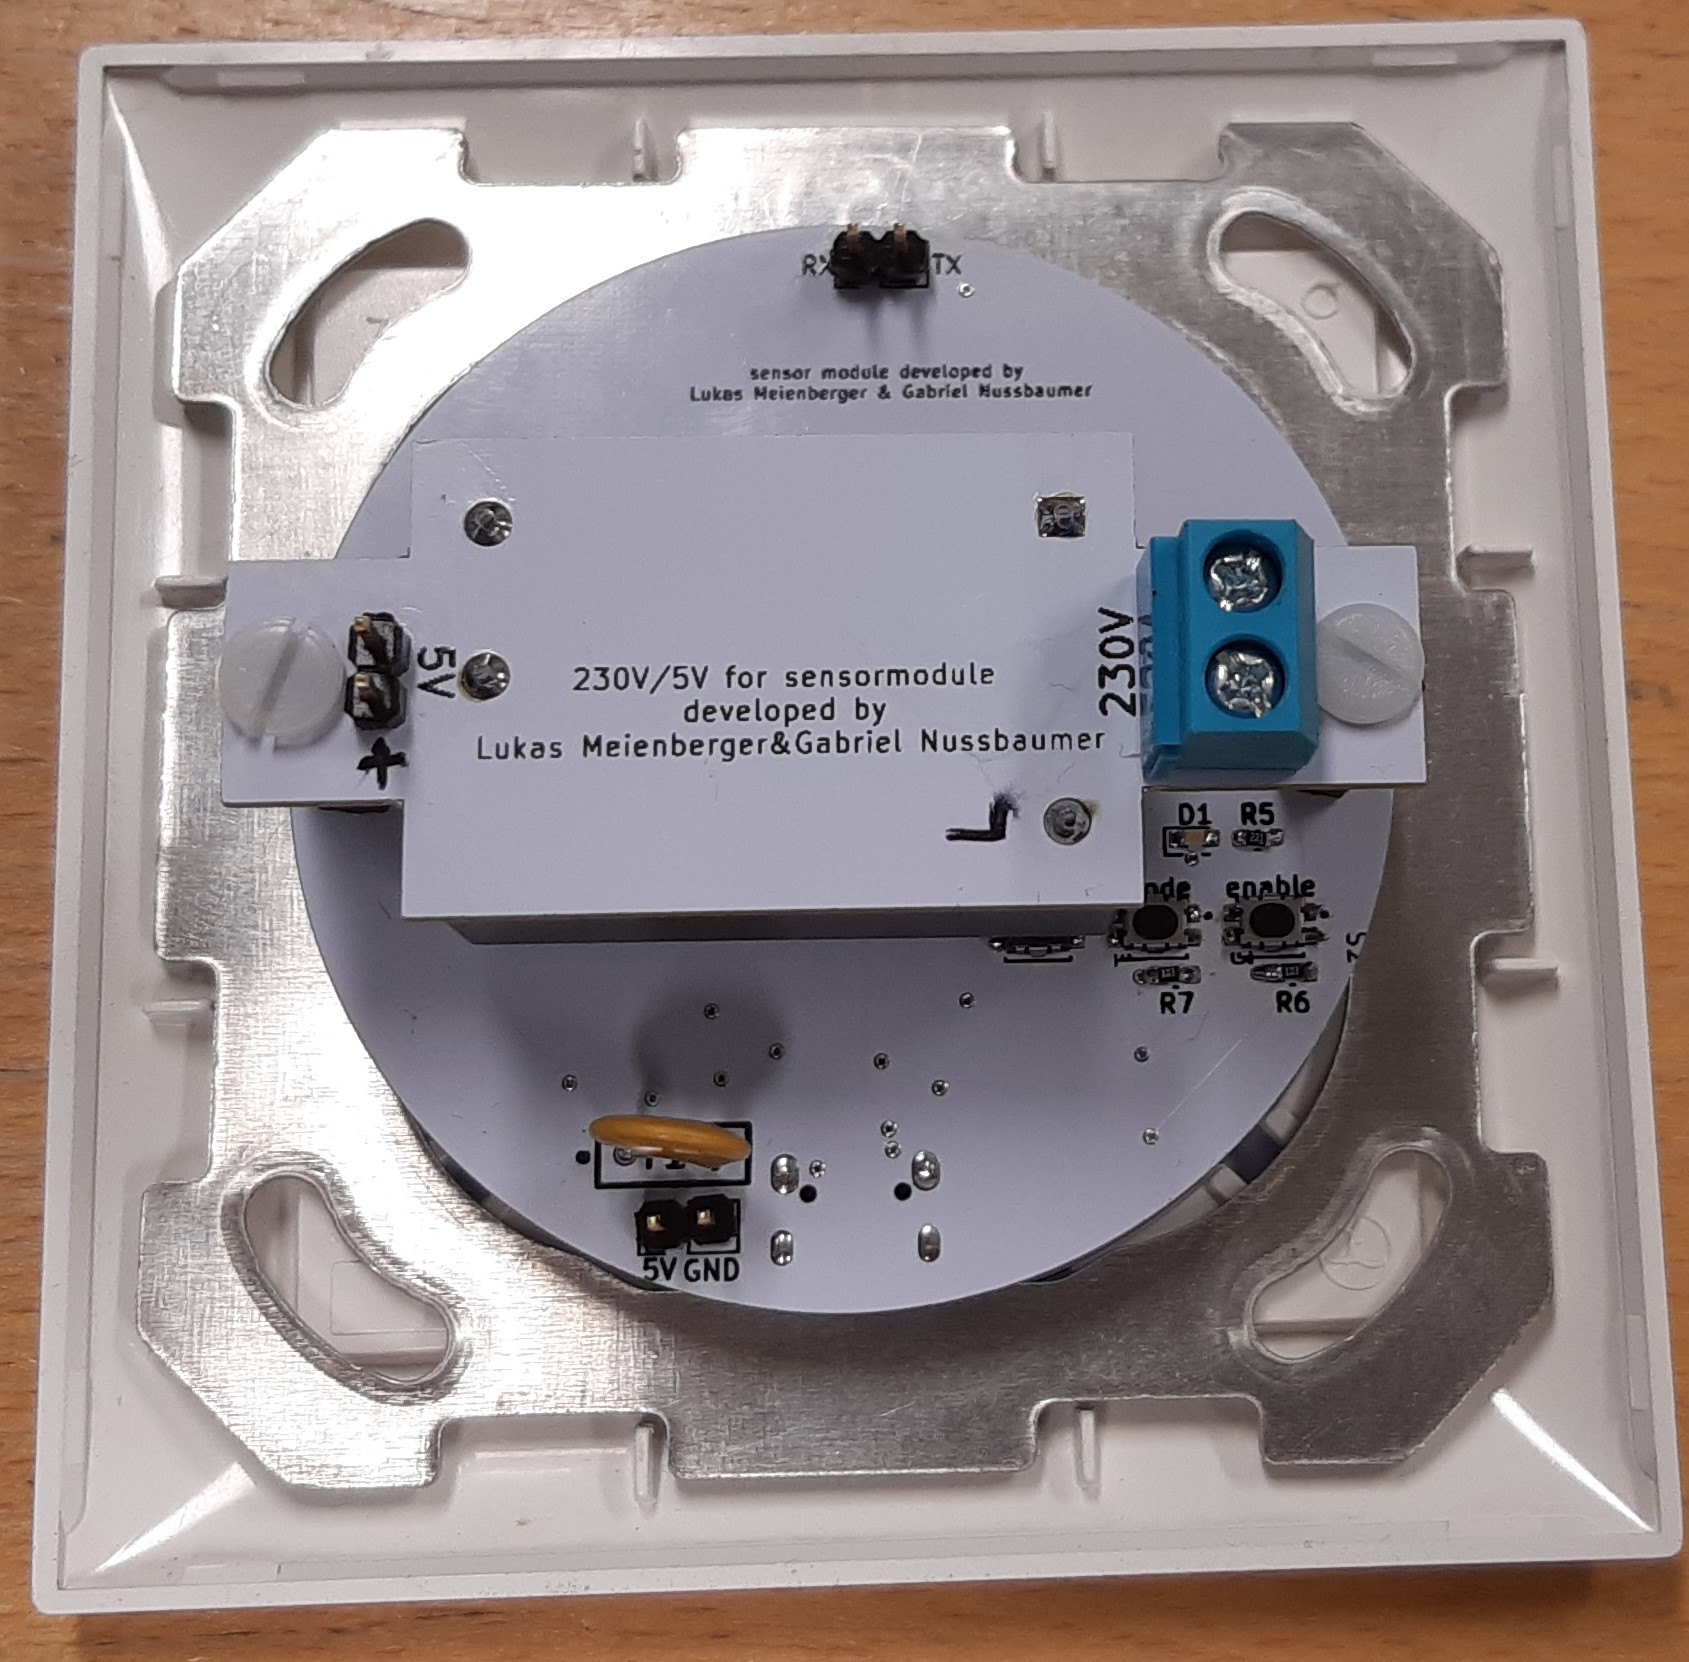 RX TX
sensor module developed by
Lukas Meienberger & Gabriel Nussbaumer
5V
+
230V
230V/5V for sensormodule
developed by
Lukas Meienberger&Gabriel Nussbaumer
L
D1 R5
enable
R7 R6
S2
5V GND